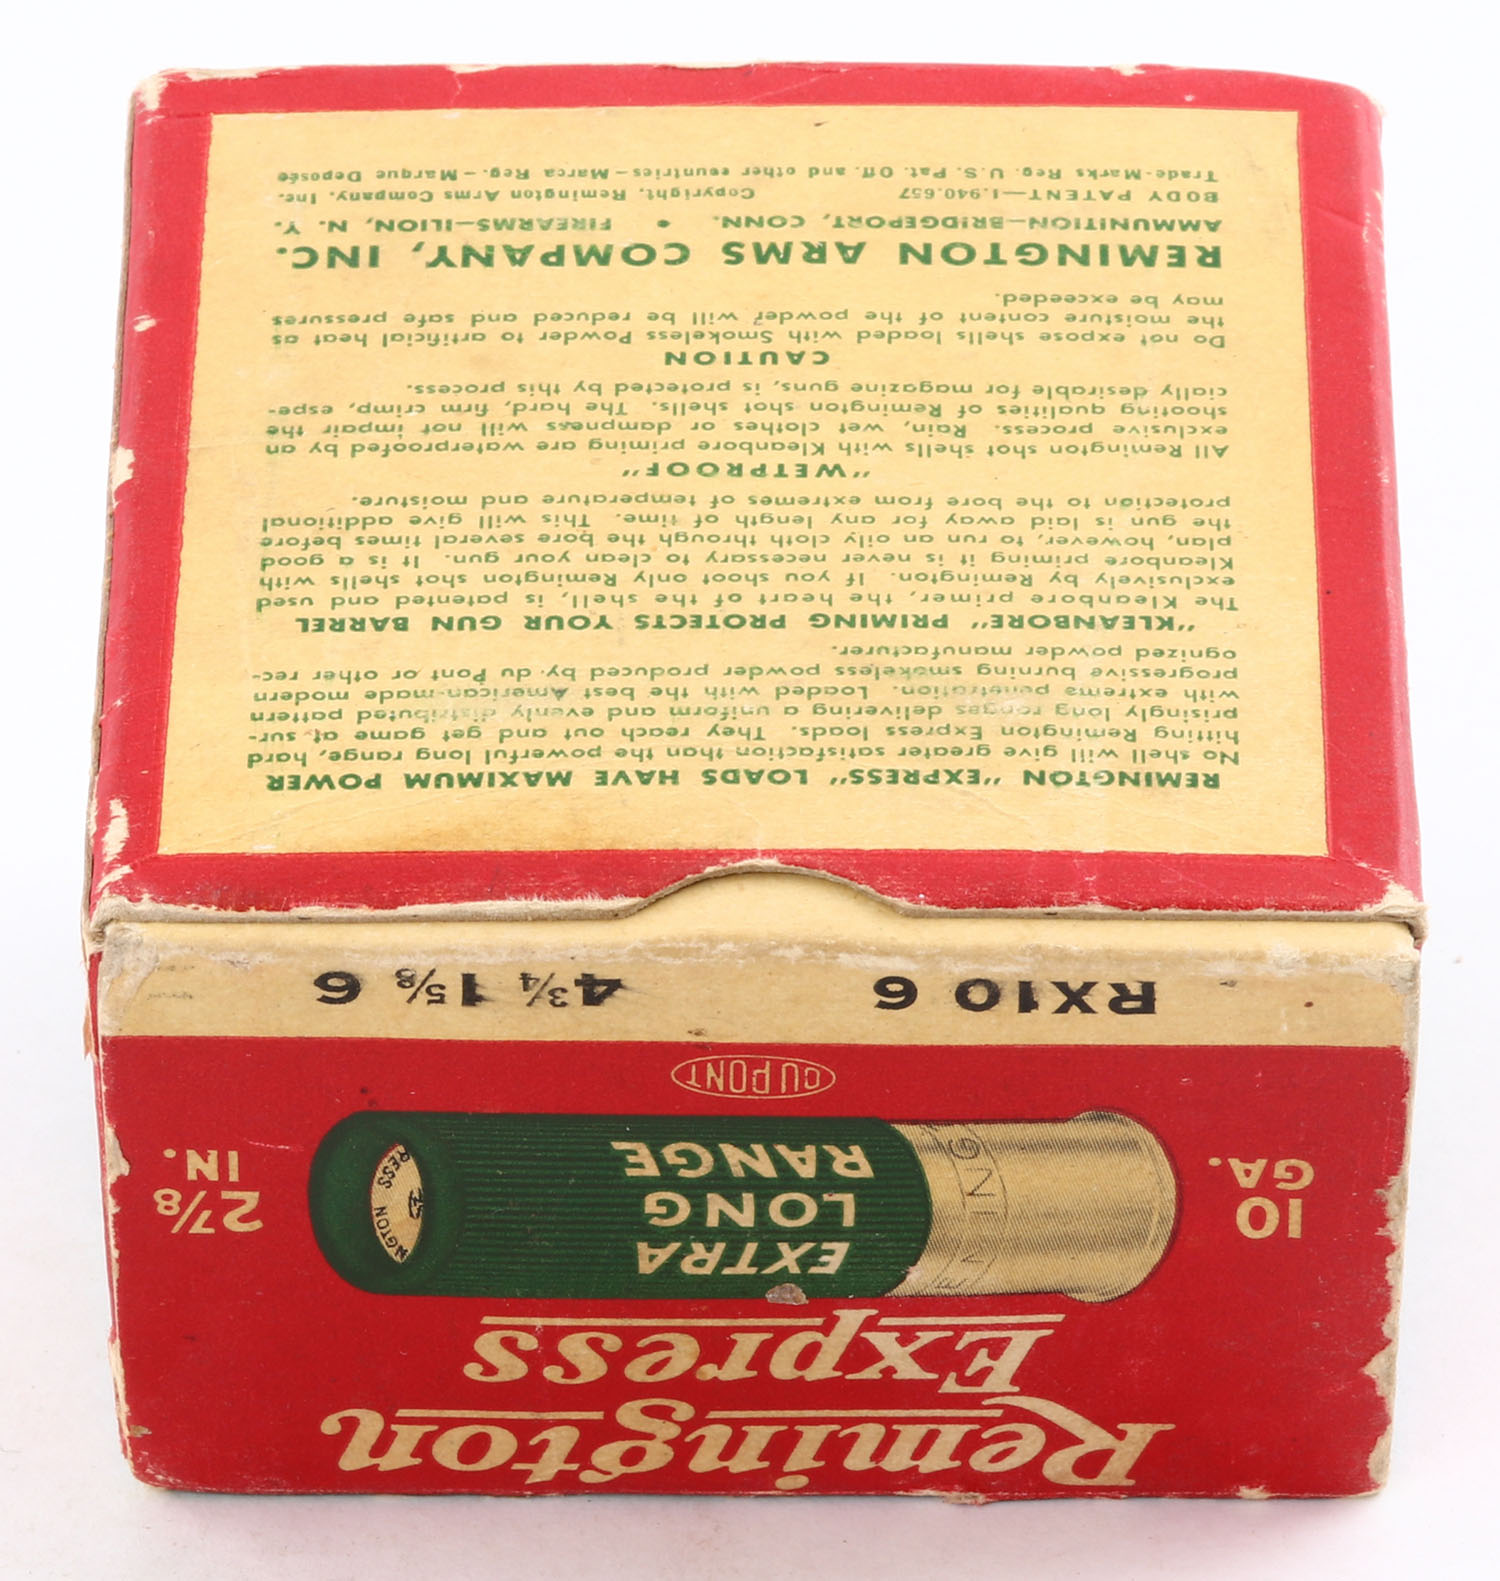 Remington
Express
10
GA.
EXTRA
LONG
RANGE
2⅞
IN.
REMINGTON
NGTON
RESS
DU PONT
RX10 6 4¾ 1⅝ 6
REMINGTON "EXPRESS" LOADS HAVE MAXIMUM POWER
No shell will give greater satisfaction than the powerful long range, hard
hitting Remington Express loads. They reach out and get game at sur-
prisingly long ranges delivering a uniform and evenly distributed pattern
with extreme penetration. Loaded with the best American-made modern
progressive burning smokeless powder produced by du Pont or other rec-
ognized powder manufacturer.
"KLEANBORE" PRIMING PROTECTS YOUR GUN BARREL
The Kleanbore primer, the heart of the shell, is patented and used
exclusively by Remington. If you shoot only Remington shot shells with
Kleanbore priming it is never necessary to clean your gun. It is a good
plan, however, to run an oily cloth through the bore several times before
the gun is laid away for any length of time. This will give additional
protection to the bore from extremes of temperature and moisture.
"WETPROOF"
All Remington shot shells with Kleanbore priming are waterproofed by an
exclusive process. Rain, wet clothes or dampness will not impair the
shooting qualities of Remington shot shells. The hard, firm crimp, espe-
cially desirable for magazine guns, is protected by this process.
CAUTION
Do not expose shells loaded with Smokeless Powder to artificial heat as
the moisture content of the powder will be reduced and safe pressures
may be exceeded.
REMINGTON ARMS COMPANY, INC.
AMMUNITION—BRIDGEPORT, CONN. • FIREARMS—ILION, N. Y.
BODY PATENT—1,940,657 Copyright, Remington Arms Company, Inc.
Trade-Marks Reg. U.S. Pat. Off. and other countries—Marca Reg.—Marque Deposée